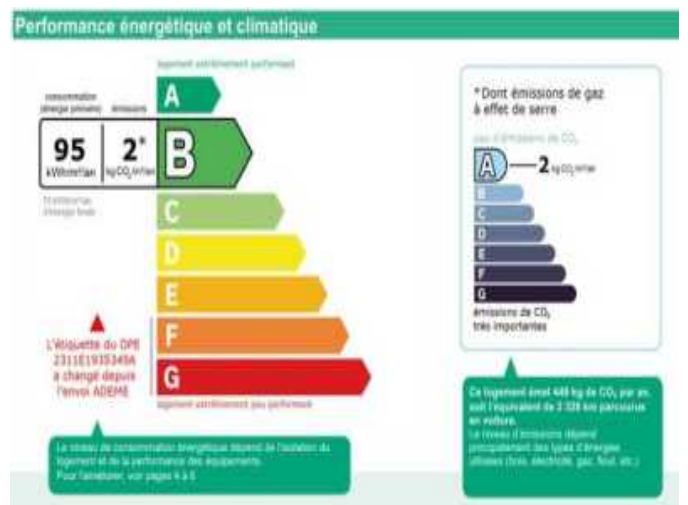 Performance énergétique et climatique
logement extrêmement performant
consommation
(énergie primaire)
émissions
A
95
kWh/m²/an
2*
kg CO₂/m²/an
B
d'énergie finale
C
D
E
F
G
logement extrêmement peu performant
L'étiquette du DPE
2311E1935349A
a changé depuis
l'envoi ADEME
Le niveau de consommation énergétique dépend de l'isolation du
logement et de la performance des équipements.
Pour l'améliorer, voir pages 4 à 6
*Dont émissions de gaz
à effet de serre
peu d'émissions de CO₂
A
2 kg CO₂/m²/an
B
C
D
E
F
G
émissions de CO₂
très importantes
Ce logement émet 449 kg de CO₂ par an,
soit l'équivalent de 2 328 km parcourus
en voiture.
Le niveau d'émissions dépend
principalement des types d'énergies
utilisées (bois, électricité, gaz, fioul, etc.)